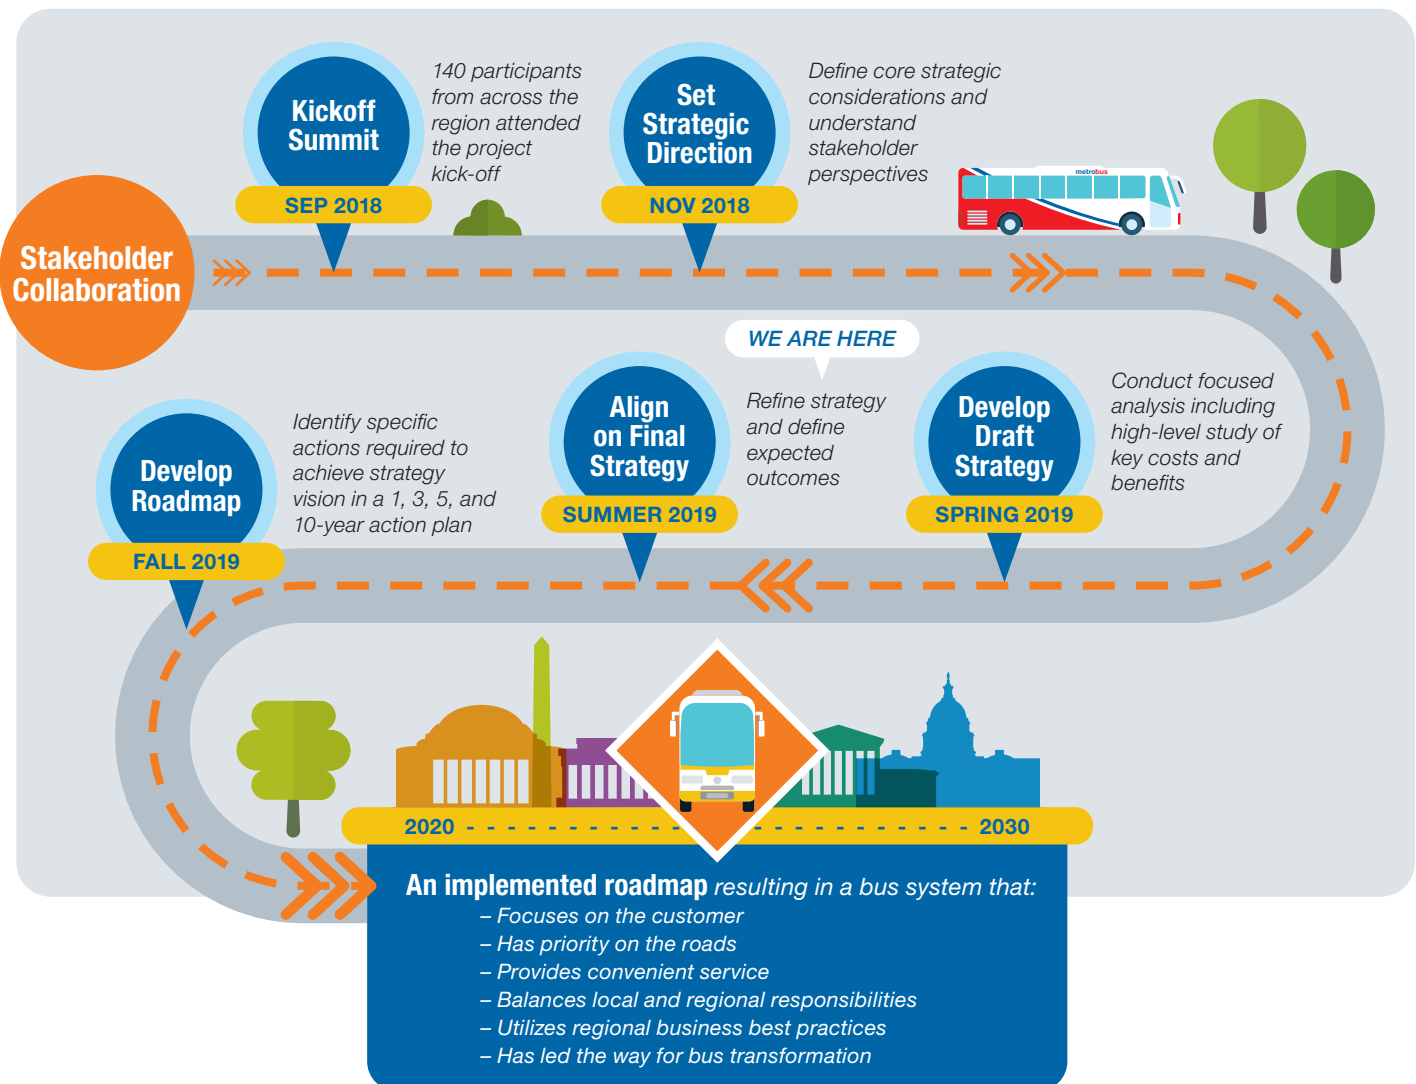 Stakeholder
Collaboration
Kickoff
Summit
SEP 2018
140 participants
from across the
region attended
the project
kick-off
Set
Strategic
Direction
NOV 2018
Define core strategic
considerations and
understand
stakeholder
perspectives
metrobus
Develop
Draft
Strategy
SPRING 2019
Conduct focused
analysis including
high-level study of
key costs and
benefits
WE ARE HERE
Align
on Final
Strategy
SUMMER 2019
Refine strategy
and define
expected
outcomes
Develop
Roadmap
FALL 2019
Identify specific
actions required to
achieve strategy
vision in a 1, 3, 5, and
10-year action plan
2020 - - - - - - - - - - - - - - - - - - - - - - 2030
An implemented roadmap resulting in a bus system that:
– Focuses on the customer
– Has priority on the roads
– Provides convenient service
– Balances local and regional responsibilities
– Utilizes regional business best practices
– Has led the way for bus transformation